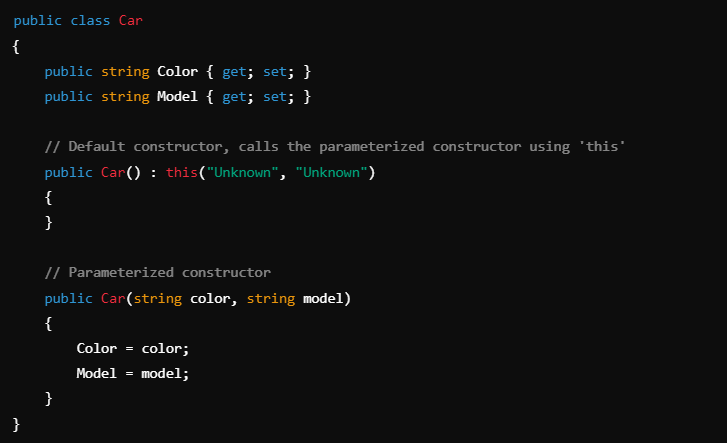 public class Car
{
    public string Color { get; set; }
    public string Model { get; set; }

    // Default constructor, calls the parameterized constructor using 'this'
    public Car() : this("Unknown", "Unknown")
    {
    }

    // Parameterized constructor
    public Car(string color, string model)
    {
        Color = color;
        Model = model;
    }
}